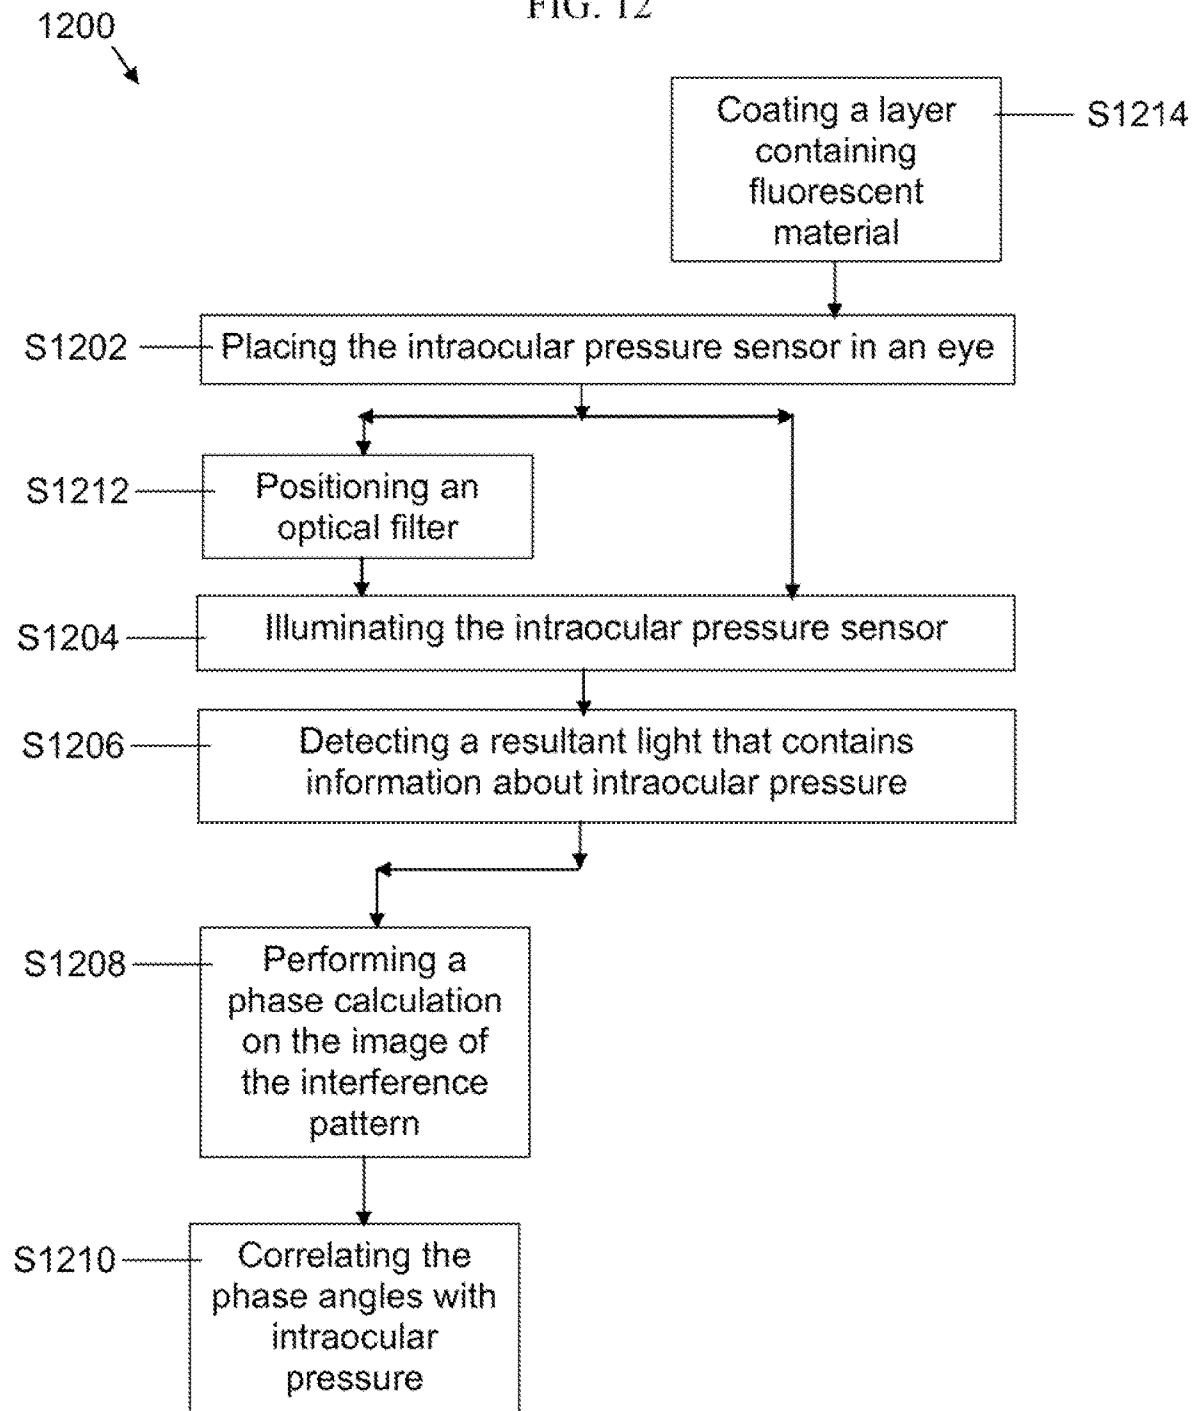 FIG. 12
1200
Coating a layer
containing
fluorescent
material
S1214
S1202
Placing the intraocular pressure sensor in an eye
S1212
Positioning an
optical filter
S1204
Illuminating the intraocular pressure sensor
S1206
Detecting a resultant light that contains
information about intraocular pressure
S1208
Performing a
phase calculation
on the image of
the interference
pattern
S1210
Correlating the
phase angles with
intraocular
pressure